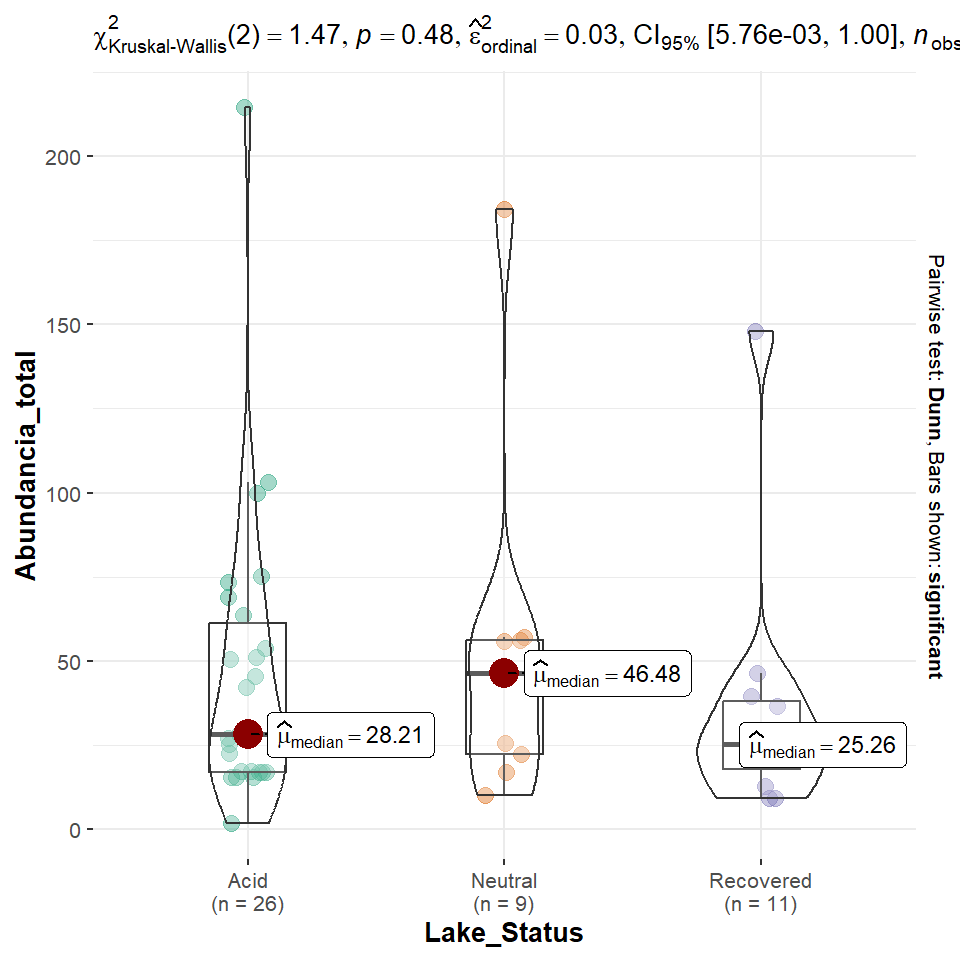 χ²Kruskal-Wallis(2) = 1.47, p = 0.48, ε̂²ordinal = 0.03, CI95% [5.76e-03, 1.00], nobs
Abundancia_total
200
150
100
50
0
μ̂median = 28.21
μ̂median = 46.48
μ̂median = 25.26
Pairwise test: Dunn, Bars shown: significant
Acid
(n = 26)
Neutral
(n = 9)
Recovered
(n = 11)
Lake_Status